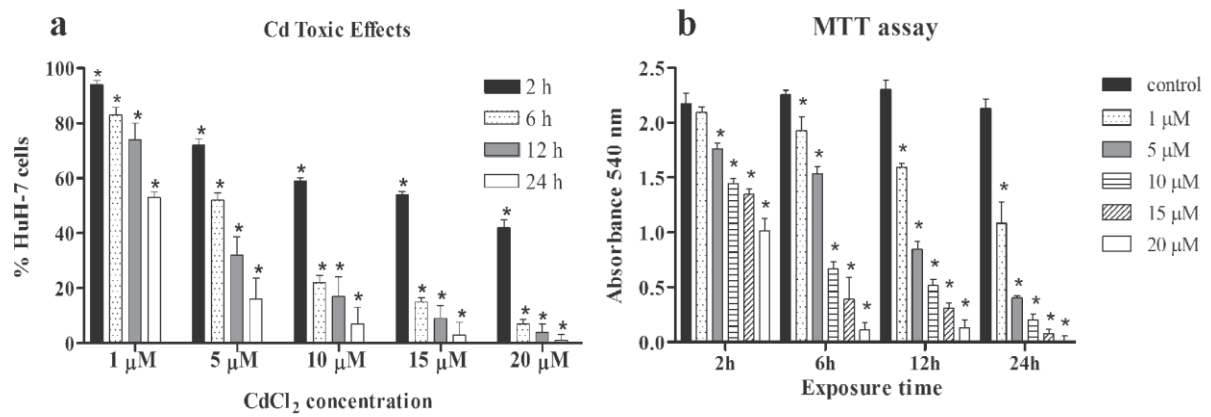 a
Cd Toxic Effects
% HuH-7 cells
100
80
60
40
20
0
* * * *
* * * *
* * * *
* * * *
* * * *
2 h
6 h
12 h
24 h
1 μM 5 μM 10 μM 15 μM 20 μM
CdCl2 concentration
b
MTT assay
Absorbance 540 nm
2.5
2.0
1.5
1.0
0.5
0.0
* * * *
* * * * *
* * * * *
* * * * *
control
1 μM
5 μM
10 μM
15 μM
20 μM
2h 6h 12h 24h
Exposure time